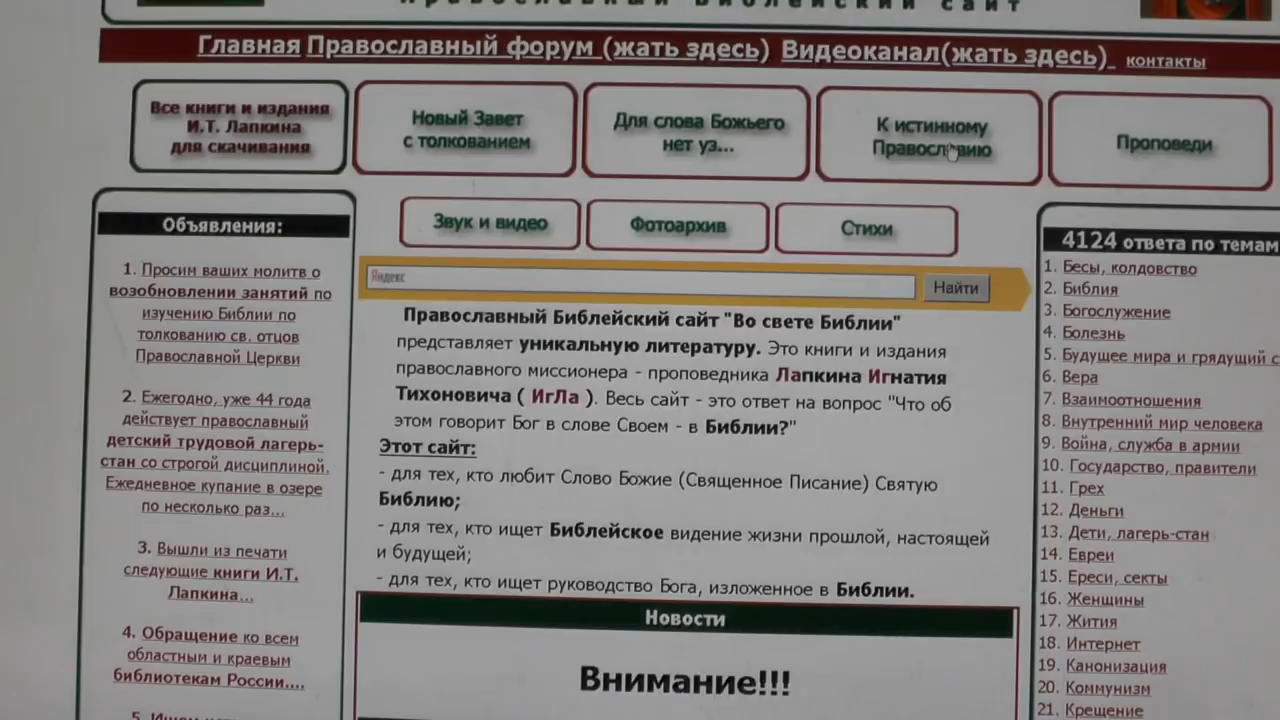 Православный Библейский сайт
Главная Православный форум (жать здесь) Видеоканал(жать здесь) контакты
Все книги и издания
И.Т. Лапкина
для скачивания
Новый Завет
с толкованием
Для слова Божьего
нет уз...
К истинному
Православию
Проповеди
Звук и видео
Фотоархив
Стихи
Объявления:
1. Просим ваших молитв о
возобновлении занятий по
изучению Библии по
толкованию св. отцов
Православной Церкви
2. Ежегодно, уже 44 года
действует православный
детский трудовой лагерь-
стан со строгой дисциплиной.
Ежедневное купание в озере
по несколько раз...
3. Вышли из печати
следующие книги И.Т.
Лапкина...
4. Обращение ко всем
областным и краевым
библиотекам России....
Яндекс
Найти
Православный Библейский сайт "Во свете Библии"
представляет уникальную литературу. Это книги и издания
православного миссионера - проповедника Лапкина Игнатия
Тихоновича ( ИгЛа ). Весь сайт - это ответ на вопрос "Что об
этом говорит Бог в слове Своем - в Библии?"
Этот сайт:
- для тех, кто любит Слово Божие (Священное Писание) Святую
Библию;
- для тех, кто ищет Библейское видение жизни прошлой, настоящей
и будущей;
- для тех, кто ищет руководство Бога, изложенное в Библии.
Новости
Внимание!!!
4124 ответа по темам
1. Бесы, колдовство
2. Библия
3. Богослужение
4. Болезнь
5. Будущее мира и грядущий с
6. Вера
7. Взаимоотношения
8. Внутренний мир человека
9. Война, служба в армии
10. Государство, правители
11. Грех
12. Деньги
13. Дети, лагерь-стан
14. Евреи
15. Ереси, секты
16. Женщины
17. Жития
18. Интернет
19. Канонизация
20. Коммунизм
21. Крещение